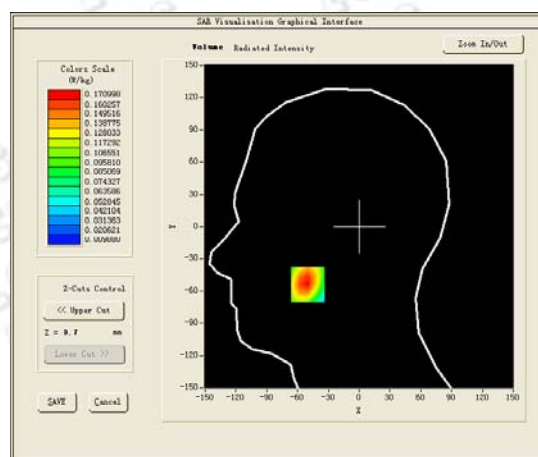 SAR Visualisation Graphical Interface
Volume Radiated Intensity
Zoom In/Out
Colors Scale
(W/kg)
0.170998
0.160257
0.149516
0.138775
0.128033
0.117292
0.106551
0.095810
0.085069
0.074327
0.063586
0.052845
0.042104
0.031363
0.020621
0.009880
150
120
90
60
30
0
-30
-60
-90
-120
-150
Y
-150 -120 -90 -60 -30 0 30 60 90 120 150
X
Z-Cuts Control
<< Upper Cut
mm
Lower Cut >>
SAVE Cancel